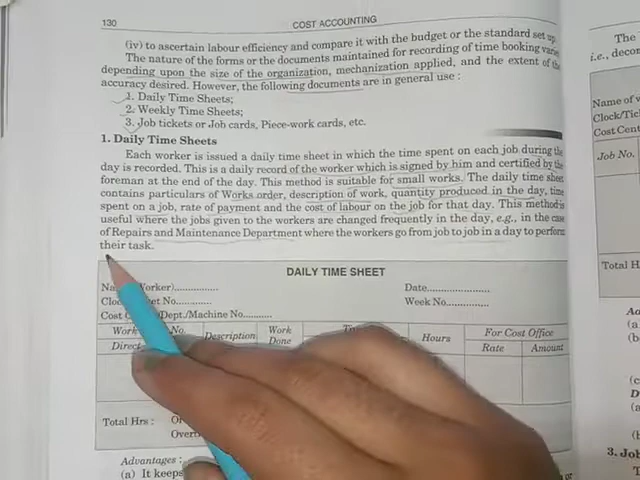 130
COST ACCOUNTING
(iv) to ascertain labour efficiency and compare it with the budget or the standard set up.
The nature of the forms or the documents maintained for recording of time booking varies
depending upon the size of the organization, mechanization applied, and the extent of the
accuracy desired. However, the following documents are in general use :
1. Daily Time Sheets;
2. Weekly Time Sheets;
3. Job tickets or Job cards, Piece-work cards, etc.
1. Daily Time Sheets
Each worker is issued a daily time sheet in which the time spent on each job during the
day is recorded. This is a daily record of the worker which is signed by him and certified by the
foreman at the end of the day. This method is suitable for small works. The daily time sheet
contains particulars of Works order, description of work, quantity produced in the day, time
spent on a job, rate of payment and the cost of labour on the job for that day. This method is
useful where the jobs given to the workers are changed frequently in the day, e.g., in the case
of Repairs and Maintenance Department where the workers go from job to job in a day to perform
their task.
DAILY TIME SHEET
Worker)...............
Date......................
No............
Week No..............
Cost Dept./Machine No..........
Work No. Description Work Done Hours For Cost Office
Direct Rate Amount
Total Hrs :
Advantages :
(a) It keeps
The
i.e., decor
Name of w
Clock/Tic
Cost Cent
Job No.
Total H
Ad
(a
(b
(c
D
(a
(b
3. Job